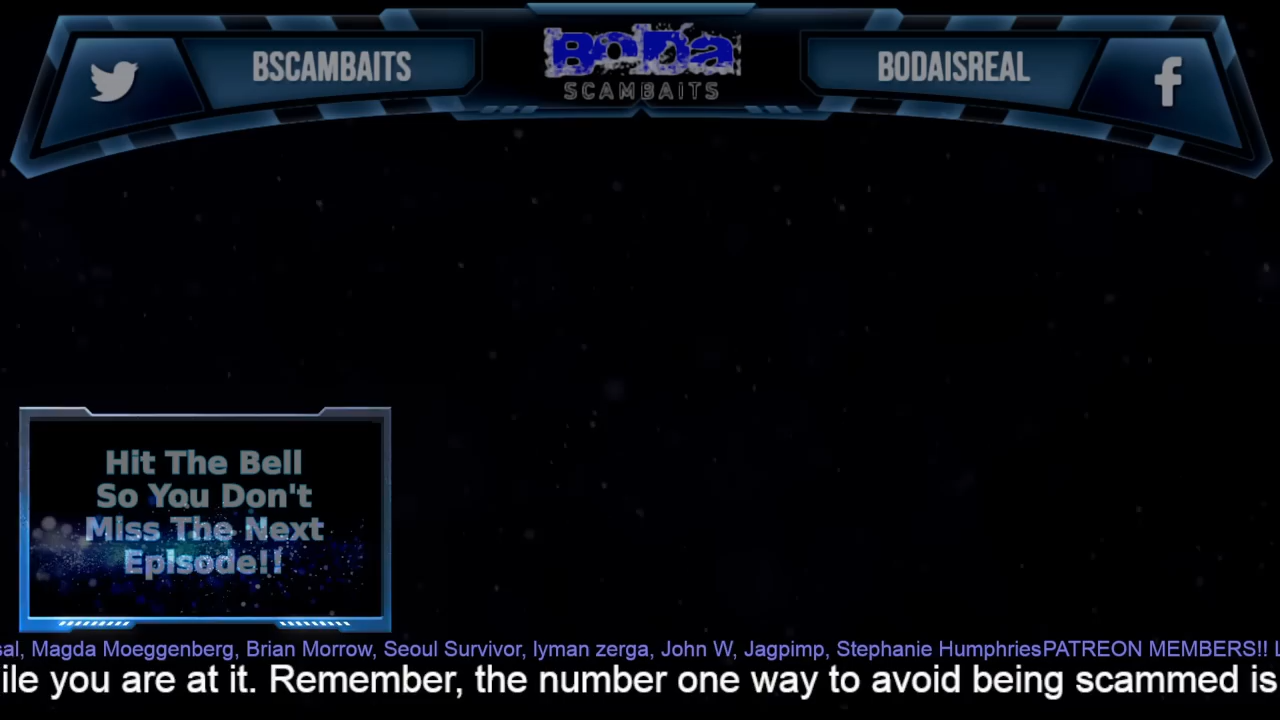 BSCAMBAITS
BoDa
SCAMBAITS
BODAISREAL
Hit The Bell
So You Don't
Miss The Next
Episode!!
sal, Magda Moeggenberg, Brian Morrow, Seoul Survivor, lyman zerga, John W, Jagpimp, Stephanie HumphriesPATREON MEMBERS!! L
ile you are at it. Remember, the number one way to avoid being scammed is